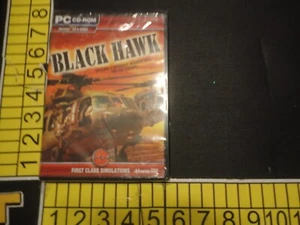 PC CD-ROM
BLACK HAWK
FIRST CLASS SIMULATIONS
1 2 3 4 5 6 7 8
1 2 3 4 5 6 7 8 9 10 1